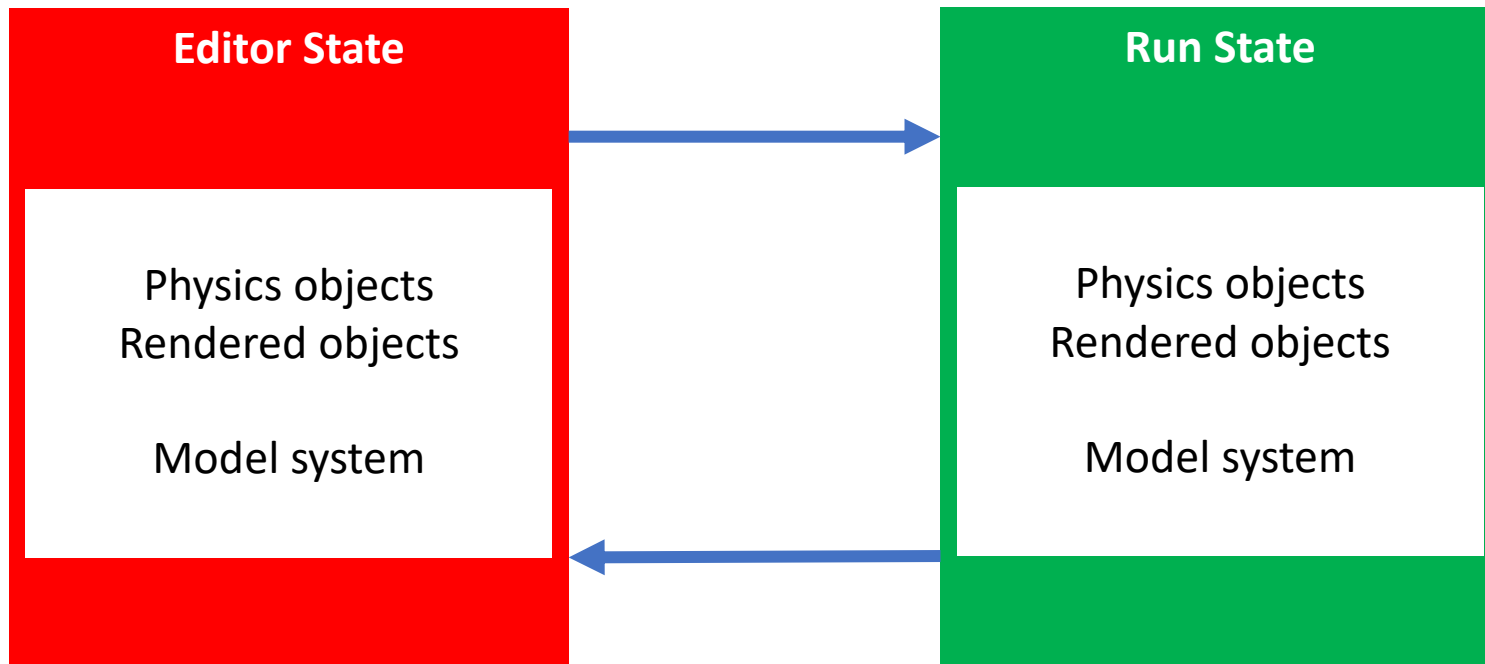 Editor State
Physics objects
Rendered objects
Model system
Run State
Physics objects
Rendered objects
Model system